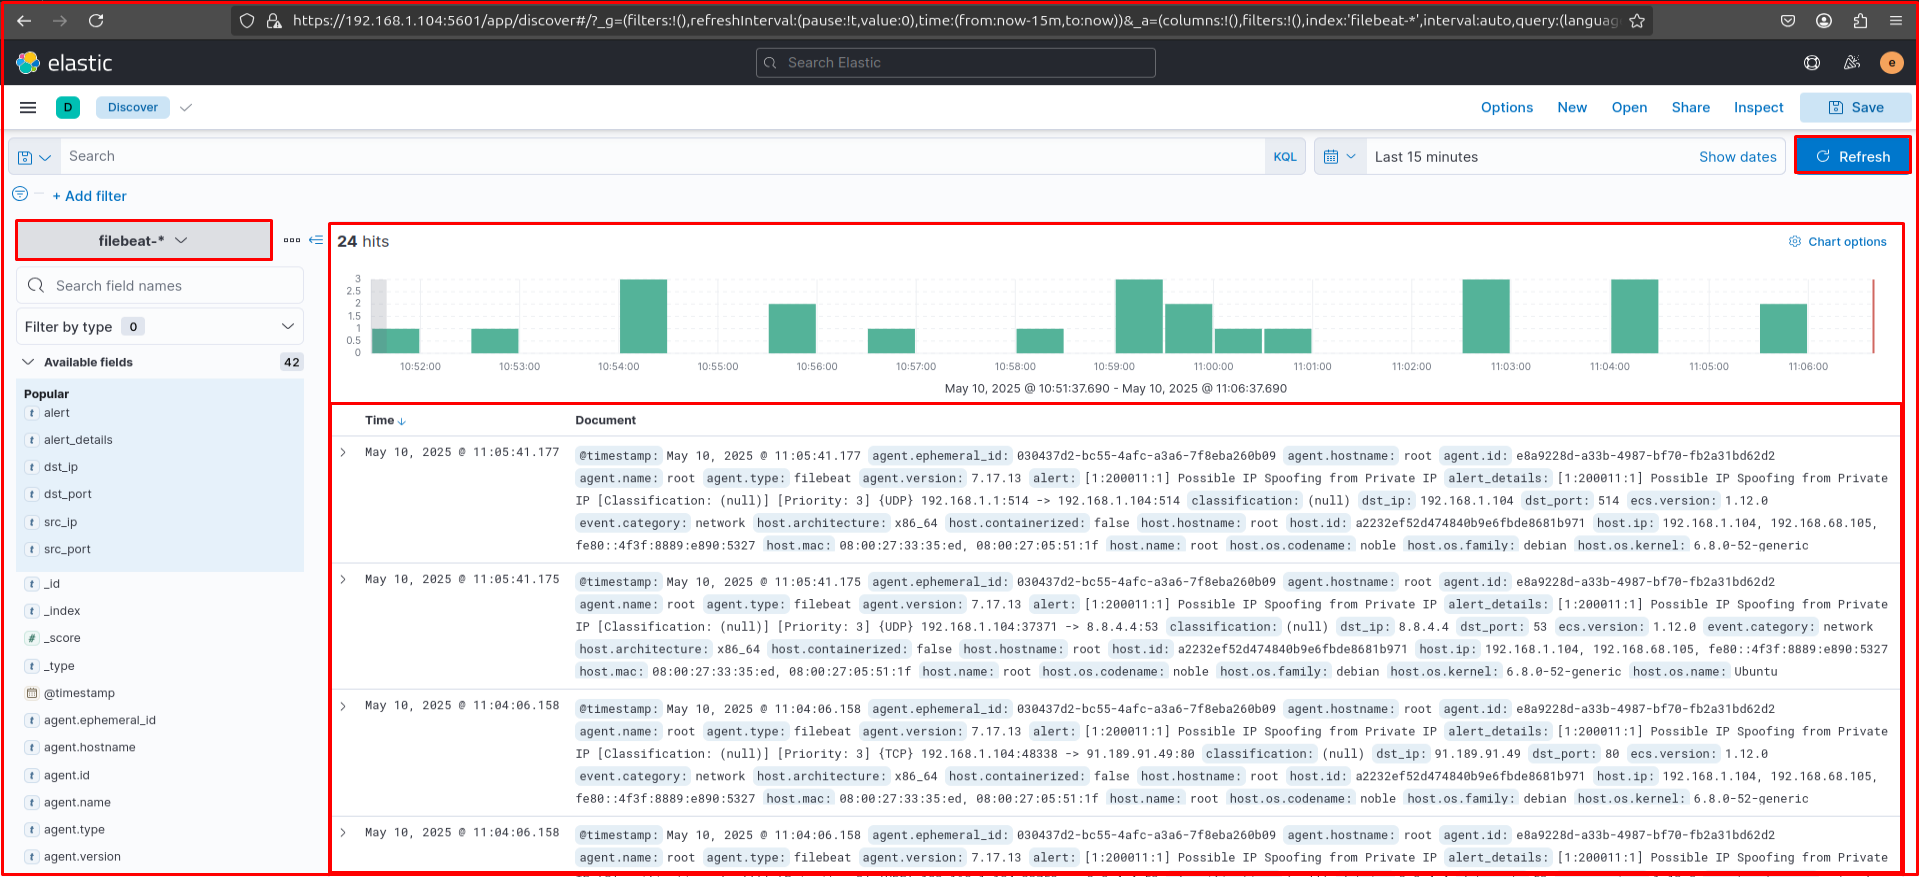 https://192.168.1.104:5601/app/discover#/?_g=(filters:!(),refreshInterval:(pause:!t,value:0),time:(from:now-15m,to:now))&_a=(columns:!(),filters:!(),index:'filebeat-*',interval:auto,query:(languag
elastic
Search Elastic
e
D Discover Options New Open Share Inspect Save
Search KQL Last 15 minutes Show dates Refresh
+ Add filter
filebeat-*
Search field names
Filter by type 0
Available fields 42
Popular
t alert
t alert_details
t dst_ip
t dst_port
t src_ip
t src_port
t _id
t _index
# _score
t _type
@timestamp
t agent.ephemeral_id
t agent.hostname
t agent.id
t agent.name
t agent.type
t agent.version
24 hits Chart options
3
2.5
2
1.5
1
0.5
0
10:52:00 10:53:00 10:54:00 10:55:00 10:56:00 10:57:00 10:58:00 10:59:00 11:00:00 11:01:00 11:02:00 11:03:00 11:04:00 11:05:00 11:06:00
May 10, 2025 @ 10:51:37.690 - May 10, 2025 @ 11:06:37.690
Time Document
May 10, 2025 @ 11:05:41.177 @timestamp: May 10, 2025 @ 11:05:41.177 agent.ephemeral_id: 030437d2-bc55-4afc-a3a6-7f8eba260b09 agent.hostname: root agent.id: e8a9228d-a33b-4987-bf70-fb2a31bd62d2
agent.name: root agent.type: filebeat agent.version: 7.17.13 alert: [1:200011:1] Possible IP Spoofing from Private IP alert_details: [1:200011:1] Possible IP Spoofing from Private
IP [Classification: (null)] [Priority: 3] {UDP} 192.168.1.1:514 -> 192.168.1.104:514 classification: (null) dst_ip: 192.168.1.104 dst_port: 514 ecs.version: 1.12.0
event.category: network host.architecture: x86_64 host.containerized: false host.hostname: root host.id: a2232ef52d474840b9e6fbde8681b971 host.ip: 192.168.1.104, 192.168.68.105,
fe80::4f3f:8889:e890:5327 host.mac: 08:00:27:33:35:ed, 08:00:27:05:51:1f host.name: root host.os.codename: noble host.os.family: debian host.os.kernel: 6.8.0-52-generic
May 10, 2025 @ 11:05:41.175 @timestamp: May 10, 2025 @ 11:05:41.175 agent.ephemeral_id: 030437d2-bc55-4afc-a3a6-7f8eba260b09 agent.hostname: root agent.id: e8a9228d-a33b-4987-bf70-fb2a31bd62d2
agent.name: root agent.type: filebeat agent.version: 7.17.13 alert: [1:200011:1] Possible IP Spoofing from Private IP alert_details: [1:200011:1] Possible IP Spoofing from Private
IP [Classification: (null)] [Priority: 3] {UDP} 192.168.1.104:37371 -> 8.8.4.4:53 classification: (null) dst_ip: 8.8.4.4 dst_port: 53 ecs.version: 1.12.0 event.category: network
host.architecture: x86_64 host.containerized: false host.hostname: root host.id: a2232ef52d474840b9e6fbde8681b971 host.ip: 192.168.1.104, 192.168.68.105, fe80::4f3f:8889:e890:5327
host.mac: 08:00:27:33:35:ed, 08:00:27:05:51:1f host.name: root host.os.codename: noble host.os.family: debian host.os.kernel: 6.8.0-52-generic host.os.name: Ubuntu
May 10, 2025 @ 11:04:06.158 @timestamp: May 10, 2025 @ 11:04:06.158 agent.ephemeral_id: 030437d2-bc55-4afc-a3a6-7f8eba260b09 agent.hostname: root agent.id: e8a9228d-a33b-4987-bf70-fb2a31bd62d2
agent.name: root agent.type: filebeat agent.version: 7.17.13 alert: [1:200011:1] Possible IP Spoofing from Private IP alert_details: [1:200011:1] Possible IP Spoofing from Private
IP [Classification: (null)] [Priority: 3] {TCP} 192.168.1.104:48338 -> 91.189.91.49:80 classification: (null) dst_ip: 91.189.91.49 dst_port: 80 ecs.version: 1.12.0
event.category: network host.architecture: x86_64 host.containerized: false host.hostname: root host.id: a2232ef52d474840b9e6fbde8681b971 host.ip: 192.168.1.104, 192.168.68.105,
fe80::4f3f:8889:e890:5327 host.mac: 08:00:27:33:35:ed, 08:00:27:05:51:1f host.name: root host.os.codename: noble host.os.family: debian host.os.kernel: 6.8.0-52-generic
May 10, 2025 @ 11:04:06.158 @timestamp: May 10, 2025 @ 11:04:06.158 agent.ephemeral_id: 030437d2-bc55-4afc-a3a6-7f8eba260b09 agent.hostname: root agent.id: e8a9228d-a33b-4987-bf70-fb2a31bd62d2
agent.name: root agent.type: filebeat agent.version: 7.17.13 alert: [1:200011:1] Possible IP Spoofing from Private IP alert_details: [1:200011:1] Possible IP Spoofing from Private